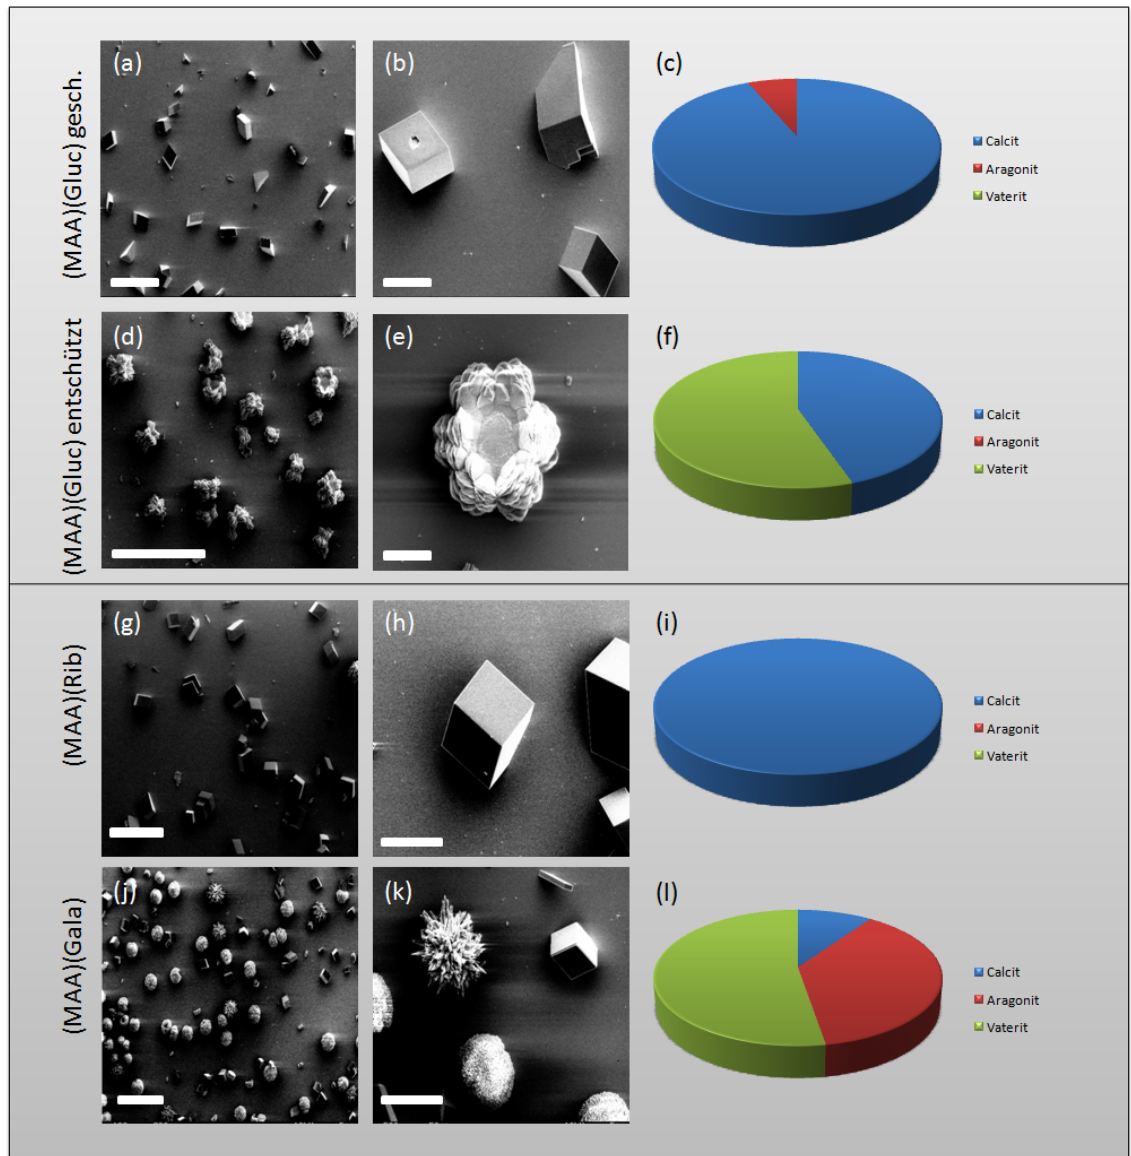 (MAA)(Gluc) gesch.
(a)
(b)
(c)
Calcit
Aragonit
Vaterit
(MAA)(Gluc) entschützt
(d)
(e)
(f)
Calcit
Aragonit
Vaterit
(MAA)(Rib)
(g)
(h)
(i)
Calcit
Aragonit
Vaterit
(MAA)(Gala)
(j)
(k)
(l)
Calcit
Aragonit
Vaterit